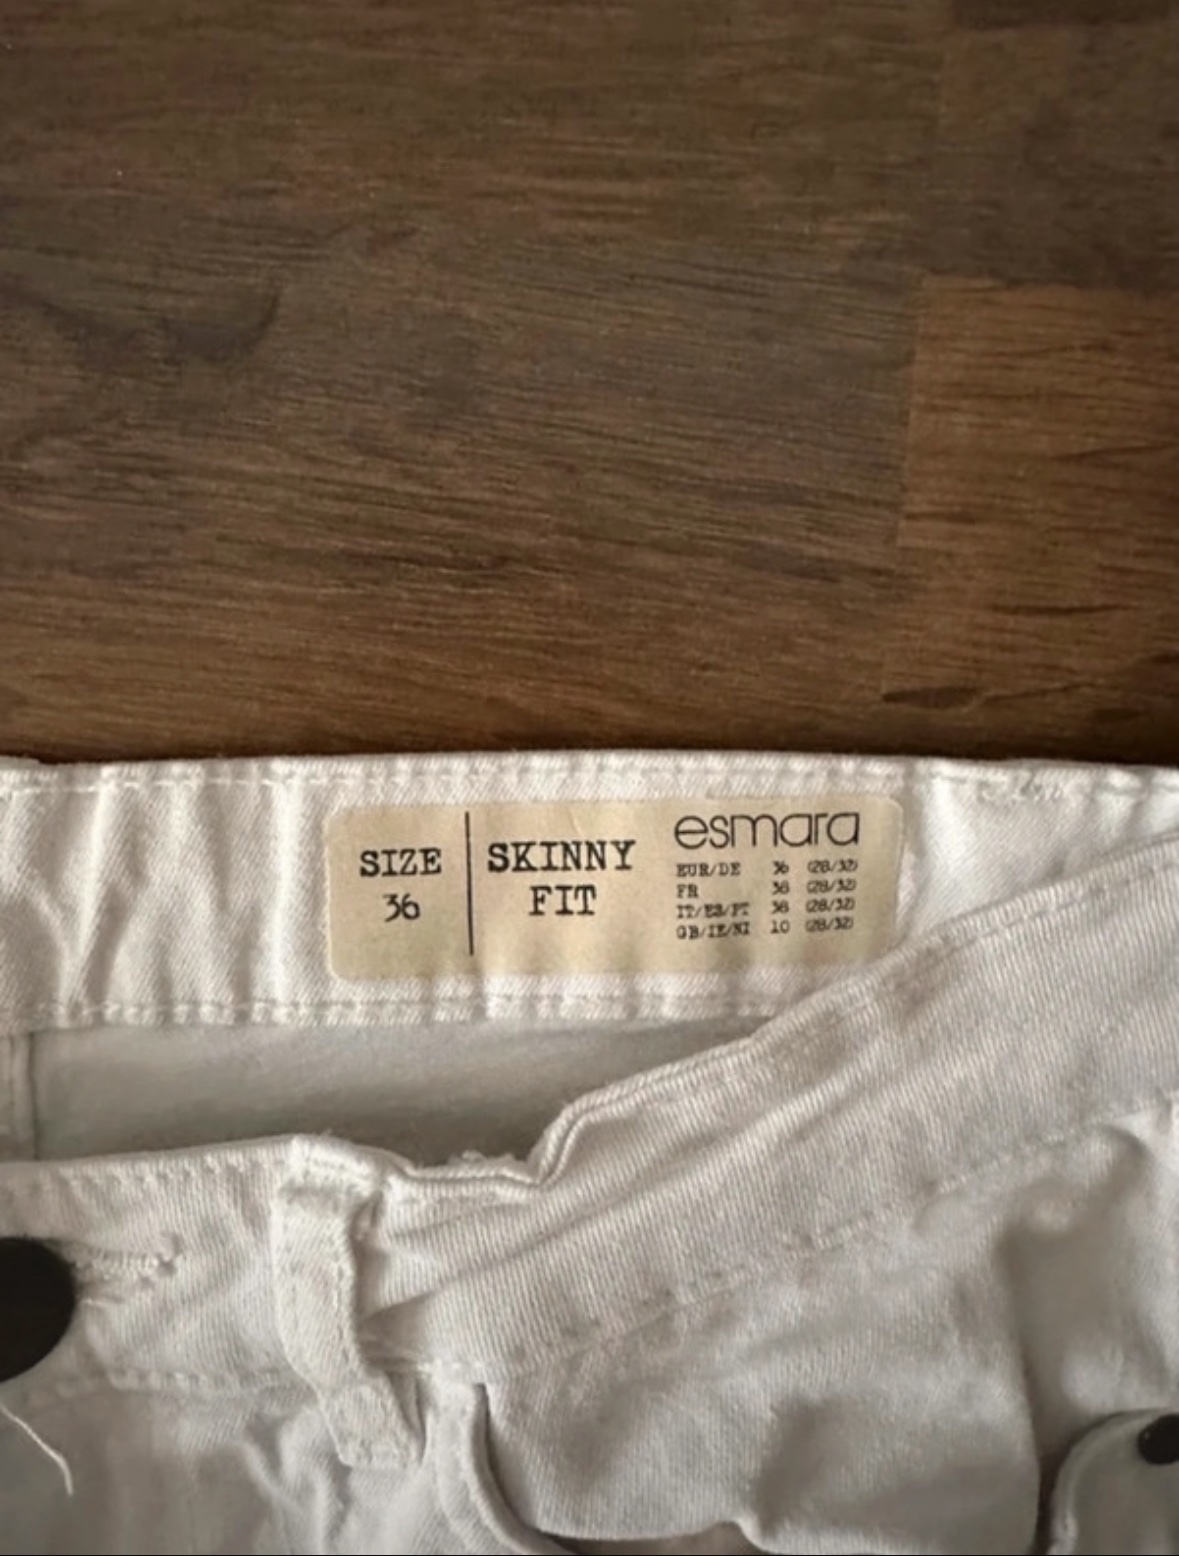 SIZE
36
SKINNY
FIT
esmara
EUR/DE 36 (28/32)
FR 38 (28/32)
IT/ES/PT 38 (28/32)
GB/IE/NI 10 (28/32)